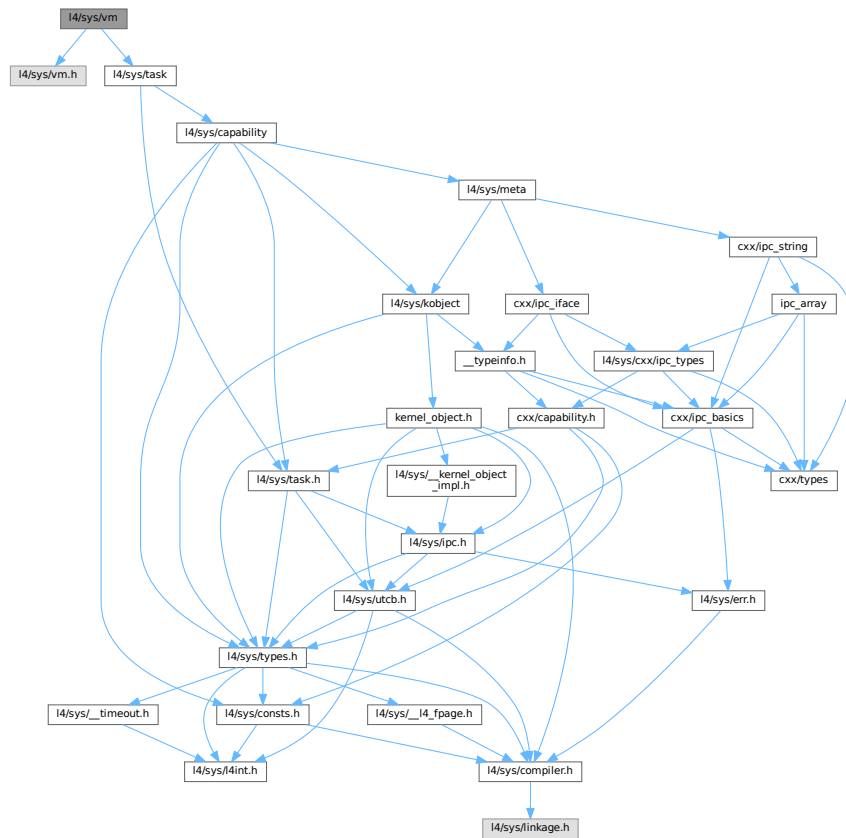 l4/sys/vm
l4/sys/vm.h
l4/sys/task
l4/sys/capability
l4/sys/meta
cxx/ipc_string
l4/sys/kobject
cxx/ipc_iface
ipc_array
__typeinfo.h
l4/sys/cxx/ipc_types
kernel_object.h
cxx/capability.h
cxx/ipc_basics
l4/sys/task.h
l4/sys/__kernel_object
_impl.h
cxx/types
l4/sys/ipc.h
l4/sys/utcb.h
l4/sys/err.h
l4/sys/types.h
l4/sys/__timeout.h
l4/sys/consts.h
l4/sys/__l4_fpage.h
l4/sys/l4int.h
l4/sys/compiler.h
l4/sys/linkage.h